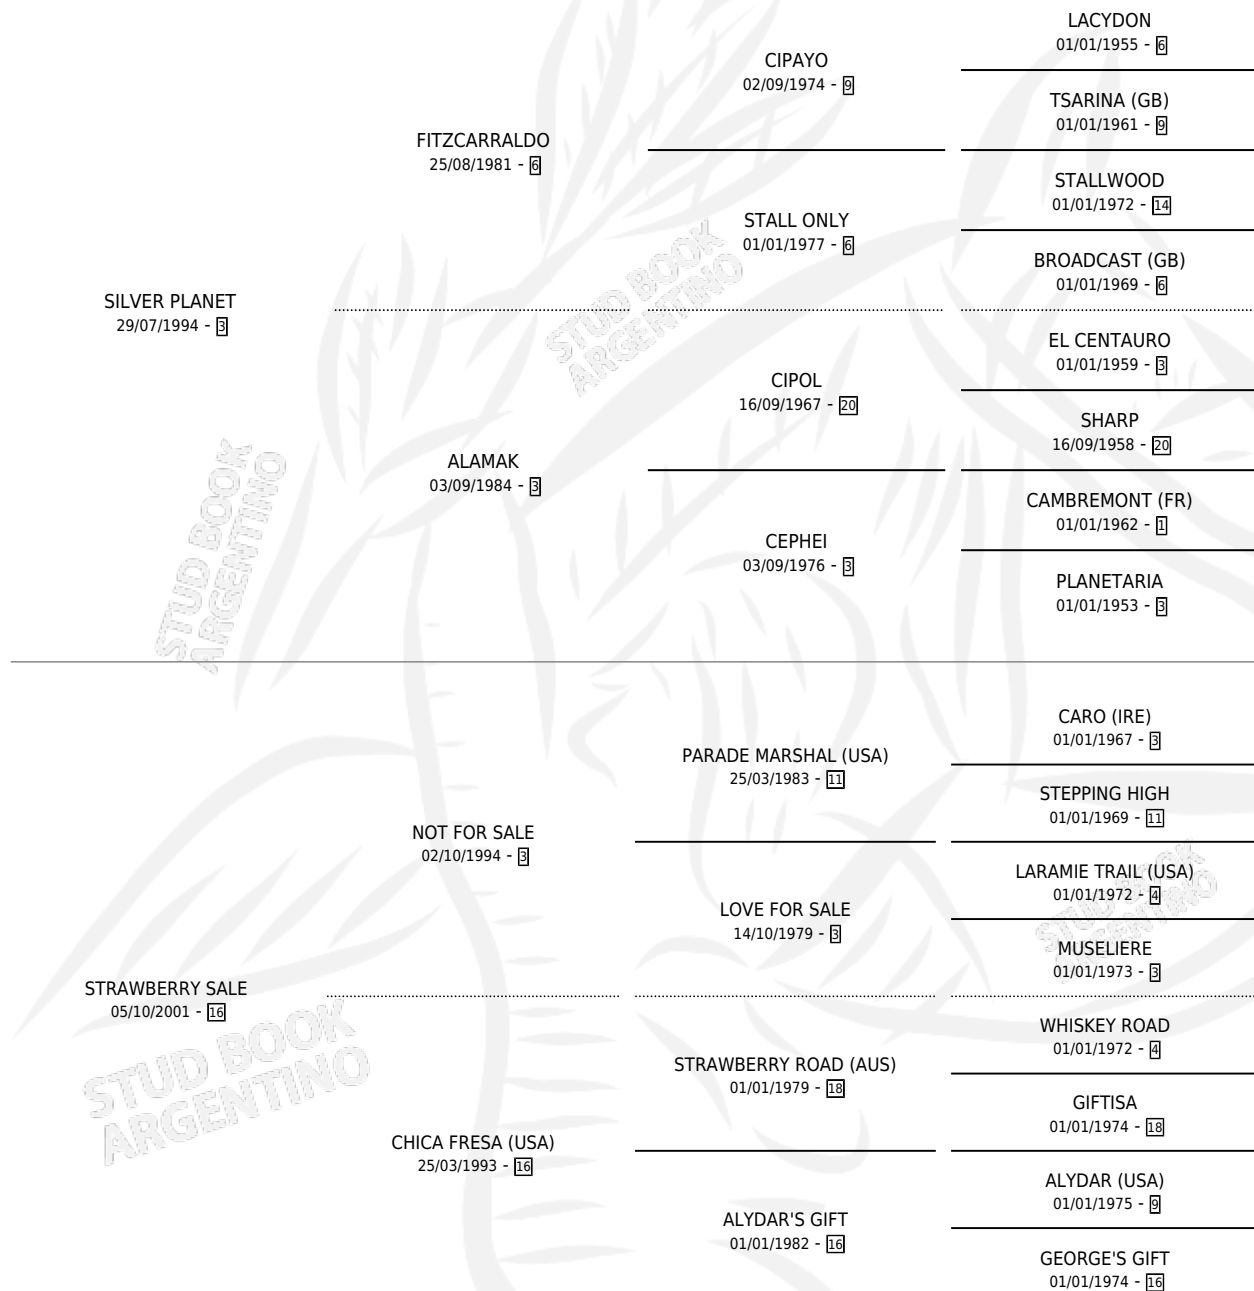 LACYDON
01/01/1955 - 6
CIPAYO
02/09/1974 - 9
TSARINA (GB)
01/01/1961 - 9
FITZCARRALDO
25/08/1981 - 6
STALLWOOD
01/01/1972 - 14
STALL ONLY
01/01/1977 - 6
BROADCAST (GB)
01/01/1969 - 6
SILVER PLANET
29/07/1994 - 3
STUD BOOK
ARGENTINO
EL CENTAURO
01/01/1959 - 3
CIPOL
16/09/1967 - 20
SHARP
16/09/1958 - 20
ALAMAK
03/09/1984 - 3
CAMBREMONT (FR)
01/01/1962 - 1
CEPHEI
03/09/1976 - 3
PLANETARIA
01/01/1953 - 3
STUD BOOK
ARGENTINO
CARO (IRE)
01/01/1967 - 3
PARADE MARSHAL (USA)
25/03/1983 - 11
STEPPING HIGH
01/01/1969 - 11
NOT FOR SALE
02/10/1994 - 3
LARAMIE TRAIL (USA)
01/01/1972 - 4
LOVE FOR SALE
14/10/1979 - 3
MUSELIERE
01/01/1973 - 3
STUD BOOK
ARGENTINO
STRAWBERRY SALE
05/10/2001 - 16
STUD BOOK
ARGENTINO
WHISKEY ROAD
01/01/1972 - 4
STRAWBERRY ROAD (AUS)
01/01/1979 - 18
GIFTISA
01/01/1974 - 18
CHICA FRESA (USA)
25/03/1993 - 16
ALYDAR (USA)
01/01/1975 - 9
ALYDAR'S GIFT
01/01/1982 - 16
GEORGE'S GIFT
01/01/1974 - 16